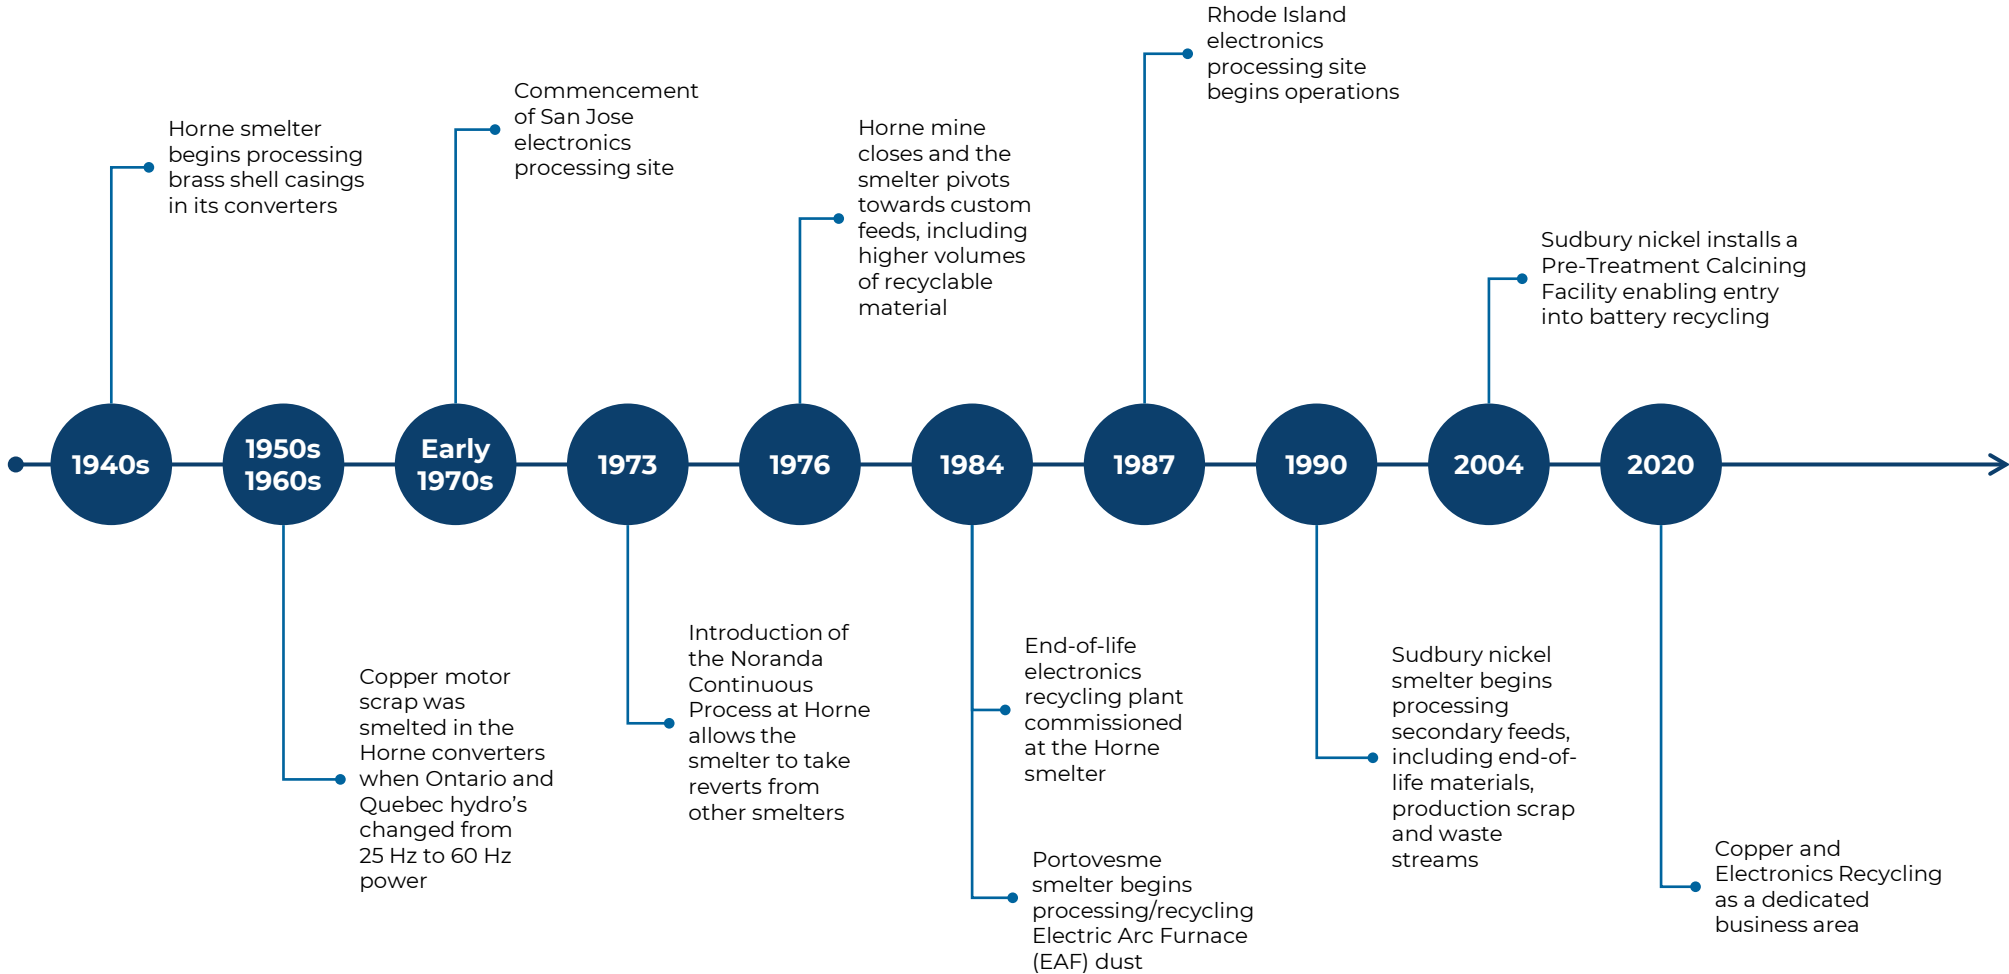 Rhode Island
electronics
processing site
begins operations
Commencement
of San Jose
electronics
processing site
Horne smelter
begins processing
brass shell casings
in its converters
Horne mine
closes and the
smelter pivots
towards custom
feeds, including
higher volumes
of recyclable
material
Sudbury nickel installs a
Pre-Treatment Calcining
Facility enabling entry
into battery recycling
1940s
1950s
1960s
Early
1970s
1973
1976
1984
1987
1990
2004
2020
Copper motor
scrap was
smelted in the
Horne converters
when Ontario and
Quebec hydro’s
changed from
25 Hz to 60 Hz
power
Introduction of
the Noranda
Continuous
Process at Horne
allows the
smelter to take
reverts from
other smelters
End-of-life
electronics
recycling plant
commissioned
at the Horne
smelter
Portovesme
smelter begins
processing/recycling
Electric Arc Furnace
(EAF) dust
Sudbury nickel
smelter begins
processing
secondary feeds,
including end-of-
life materials,
production scrap
and waste
streams
Copper and
Electronics Recycling
as a dedicated
business area